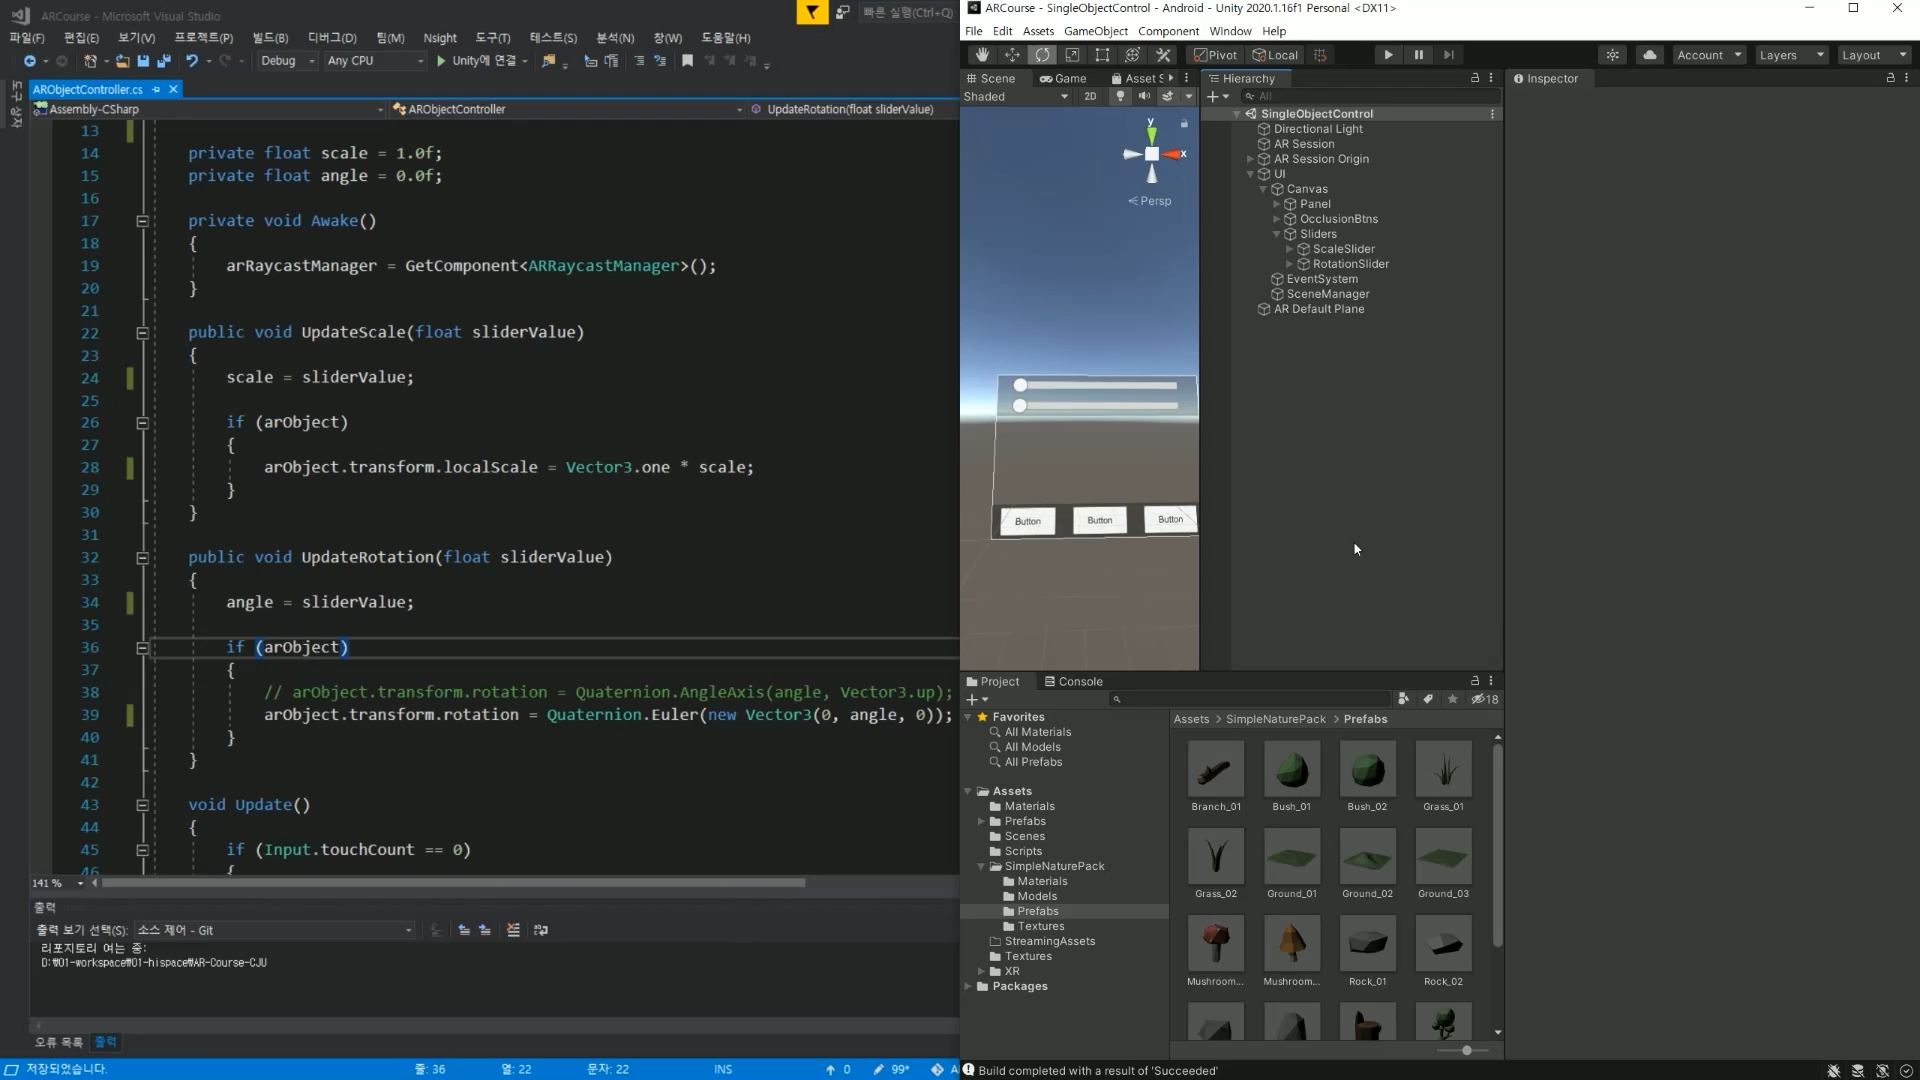 ARCourse - Microsoft Visual Studio
빠른 실행(Ctrl+Q)
파일(F) 편집(E) 보기(V) 프로젝트(P) 빌드(B) 디버그(D) 팀(M) Nsight 도구(T) 테스트(S) 분석(N) 창(W) 도움말(H)
Debug Any CPU Unity에 연결
ARObjectController.cs
Assembly-CSharp ARObjectController UpdateRotation(float sliderValue)
13
14 private float scale = 1.0f;
15 private float angle = 0.0f;
16
17 private void Awake()
18 {
19 arRaycastManager = GetComponent<ARRaycastManager>();
20 }
21
22 public void UpdateScale(float sliderValue)
23 {
24 scale = sliderValue;
25
26 if (arObject)
27 {
28 arObject.transform.localScale = Vector3.one * scale;
29 }
30 }
31
32 public void UpdateRotation(float sliderValue)
33 {
34 angle = sliderValue;
35
36 if (arObject)
37 {
38 // arObject.transform.rotation = Quaternion.AngleAxis(angle, Vector3.up);
39 arObject.transform.rotation = Quaternion.Euler(new Vector3(0, angle, 0));
40 }
41 }
42
43 void Update()
44 {
45 if (Input.touchCount == 0)
46 {
141 %
출력
출력 보기 선택(S): 소스 제어 - Git
리포지토리 여는 중:
D:₩01-workspace₩01-hispace₩AR-Course-CJU
오류 목록 출력
저장되었습니다. 줄: 36 열: 22 문자: 22 INS 0 99*
ARCourse - SingleObjectControl - Android - Unity 2020.1.16f1 Personal <DX11>
File Edit Assets GameObject Component Window Help
Pivot Local Account Layers Layout
Scene Game Asset S
Shaded 2D
y
x
Persp
Button Button Button
Hierarchy
All
SingleObjectControl
Directional Light
AR Session
AR Session Origin
UI
Canvas
Panel
OcclusionBtns
Sliders
ScaleSlider
RotationSlider
EventSystem
SceneManager
AR Default Plane
Inspector
Project Console
18
Favorites
All Materials
All Models
All Prefabs
Assets
Materials
Prefabs
Scenes
Scripts
SimpleNaturePack
Materials
Models
Prefabs
Textures
StreamingAssets
Textures
XR
Packages
Assets > SimpleNaturePack > Prefabs
Branch_01 Bush_01 Bush_02 Grass_01
Grass_02 Ground_01 Ground_02 Ground_03
Mushroom... Mushroom... Rock_01 Rock_02
Build completed with a result of 'Succeeded'